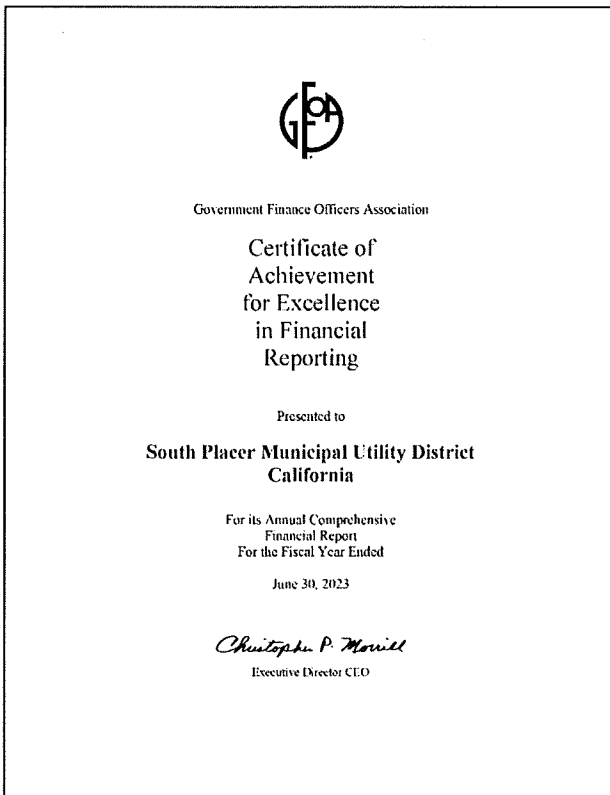 GFOA
Government Finance Officers Association
Certificate of
Achievement
for Excellence
in Financial
Reporting
Presented to
South Placer Municipal Utility District
California
For its Annual Comprehensive
Financial Report
For the Fiscal Year Ended
June 30, 2023
Christopher P. Morrill
Executive Director/CEO